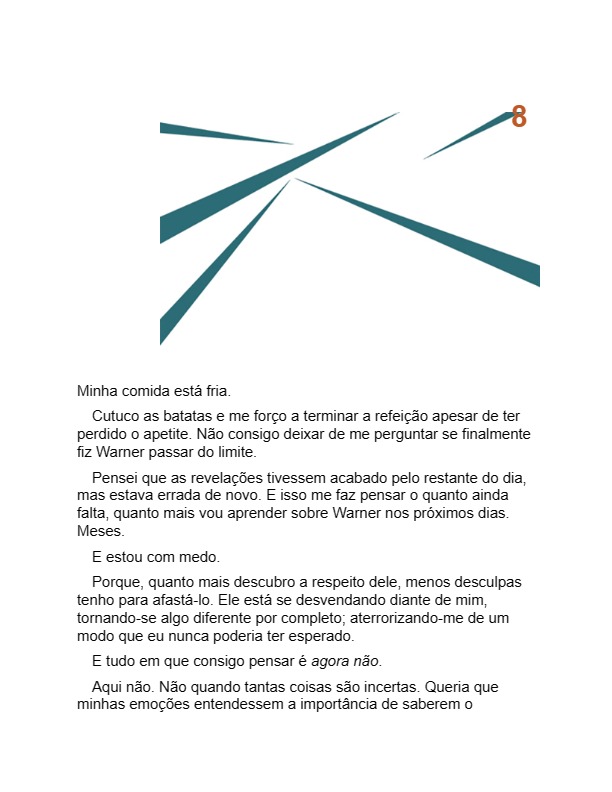 8
Minha comida está fria.
Cutuco as batatas e me forço a terminar a refeição apesar de ter
perdido o apetite. Não consigo deixar de me perguntar se finalmente
fiz Warner passar do limite.
Pensei que as revelações tivessem acabado pelo restante do dia,
mas estava errada de novo. E isso me faz pensar o quanto ainda
falta, quanto mais vou aprender sobre Warner nos próximos dias.
Meses.
E estou com medo.
Porque, quanto mais descubro a respeito dele, menos desculpas
tenho para afastá-lo. Ele está se desvendando diante de mim,
tornando-se algo diferente por completo; aterrorizando-me de um
modo que eu nunca poderia ter esperado.
E tudo em que consigo pensar é agora não.
Aqui não. Não quando tantas coisas são incertas. Queria que
minhas emoções entendessem a importância de saberem o